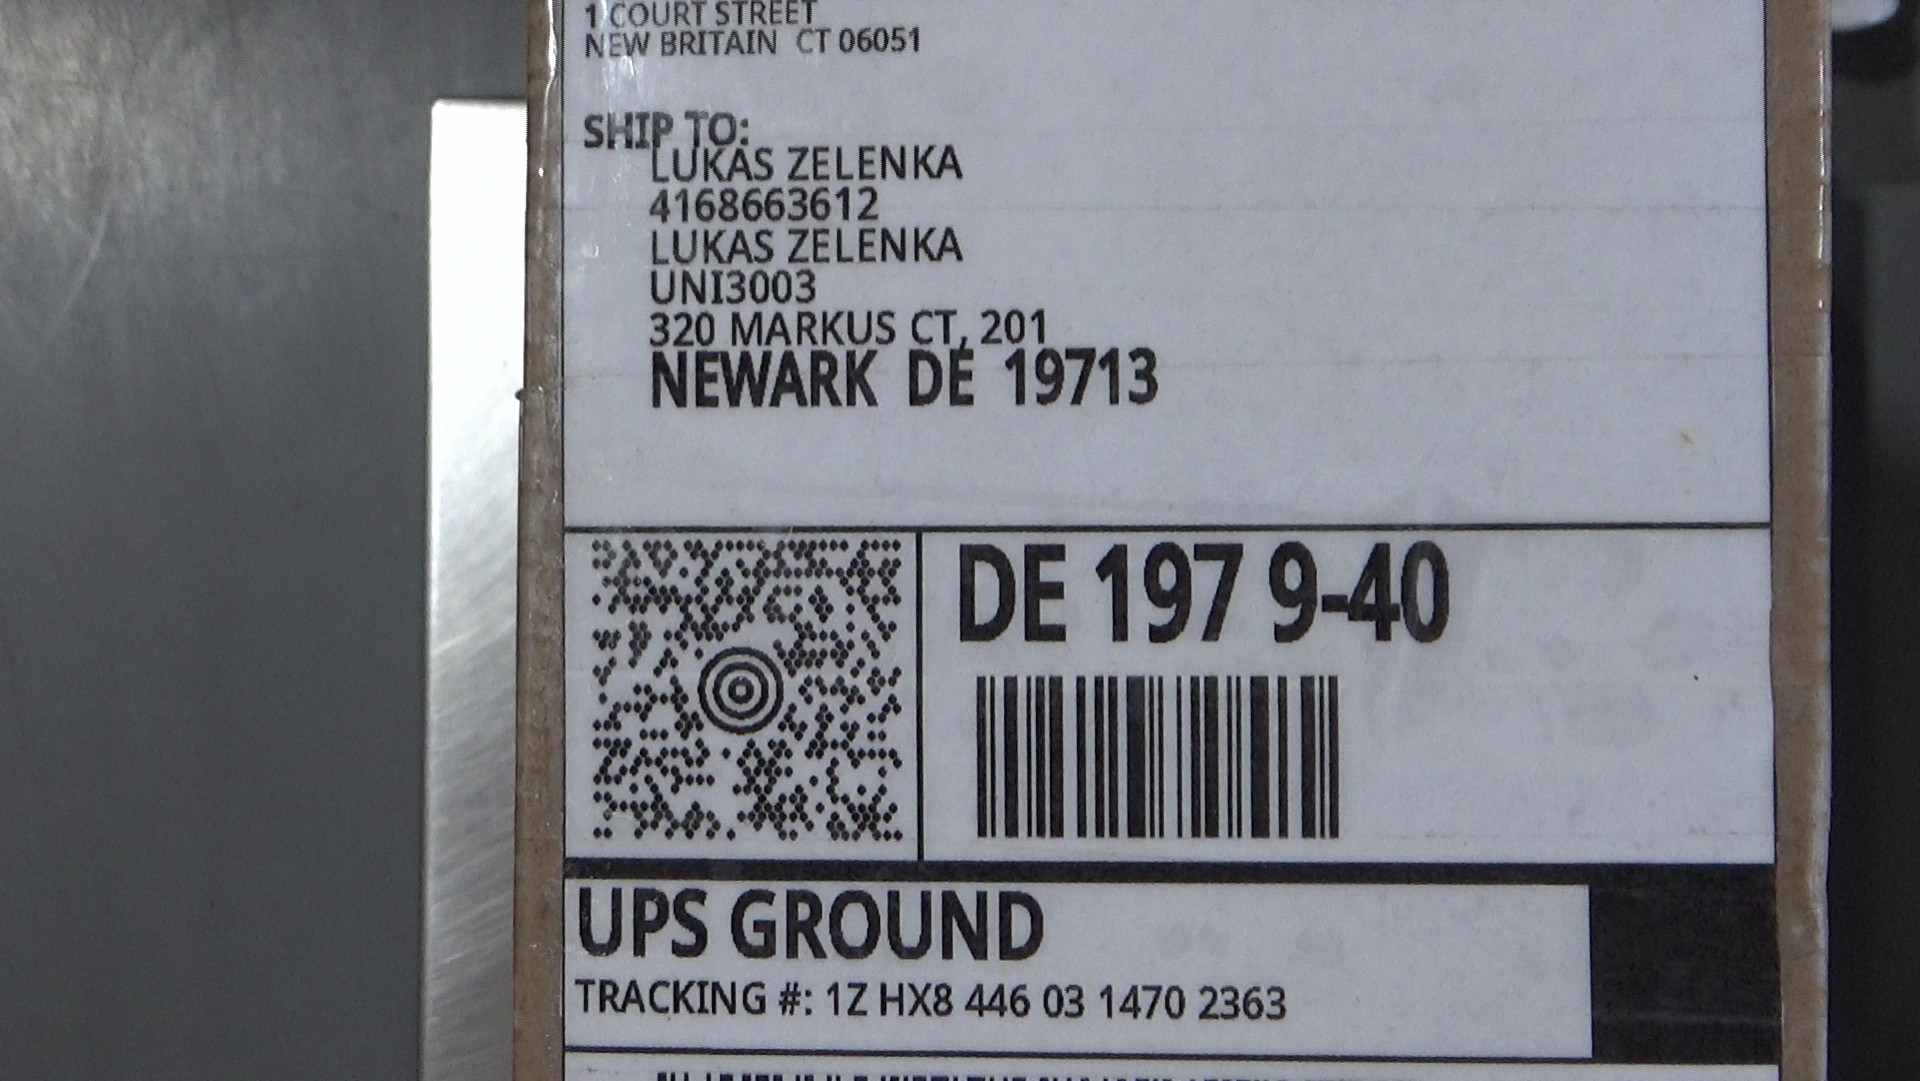 1 COURT STREET
NEW BRITAIN CT 06051
SHIP TO:
LUKAS ZELENKA
4168663612
LUKAS ZELENKA
UNI3003
320 MARKUS CT, 201
NEWARK DE 19713
DE 197 9-40
UPS GROUND
TRACKING #: 1Z HX8 446 03 1470 2363